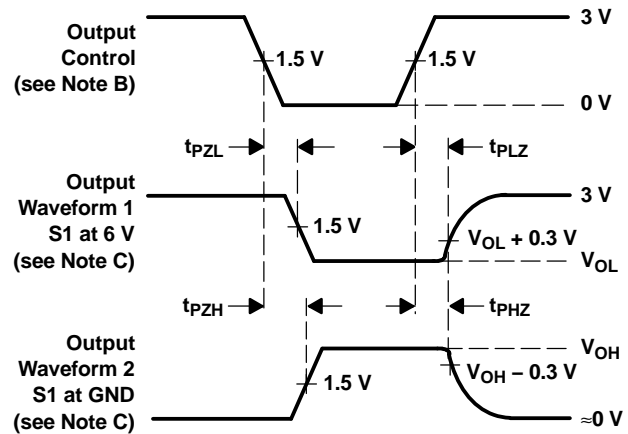 Output
Control
(see Note B)
1.5 V
1.5 V
3 V
0 V
tPZL
tPLZ
Output
Waveform 1
S1 at 6 V
(see Note C)
1.5 V
3 V
VOL + 0.3 V
VOL
tPZH
tPHZ
Output
Waveform 2
S1 at GND
(see Note C)
1.5 V
VOH
VOH − 0.3 V
≈0 V